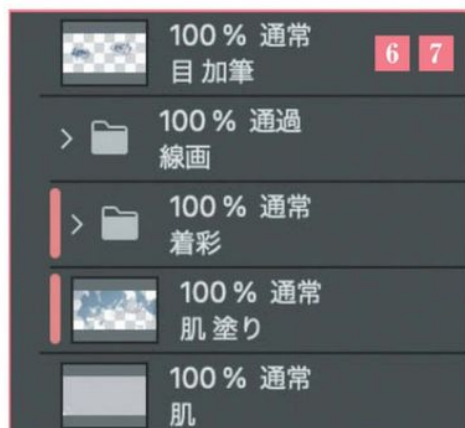 100 % 通常
目 加筆
6 7
100 % 通過
線画
100 % 通常
着彩
100 % 通常
肌 塗り
100 % 通常
肌